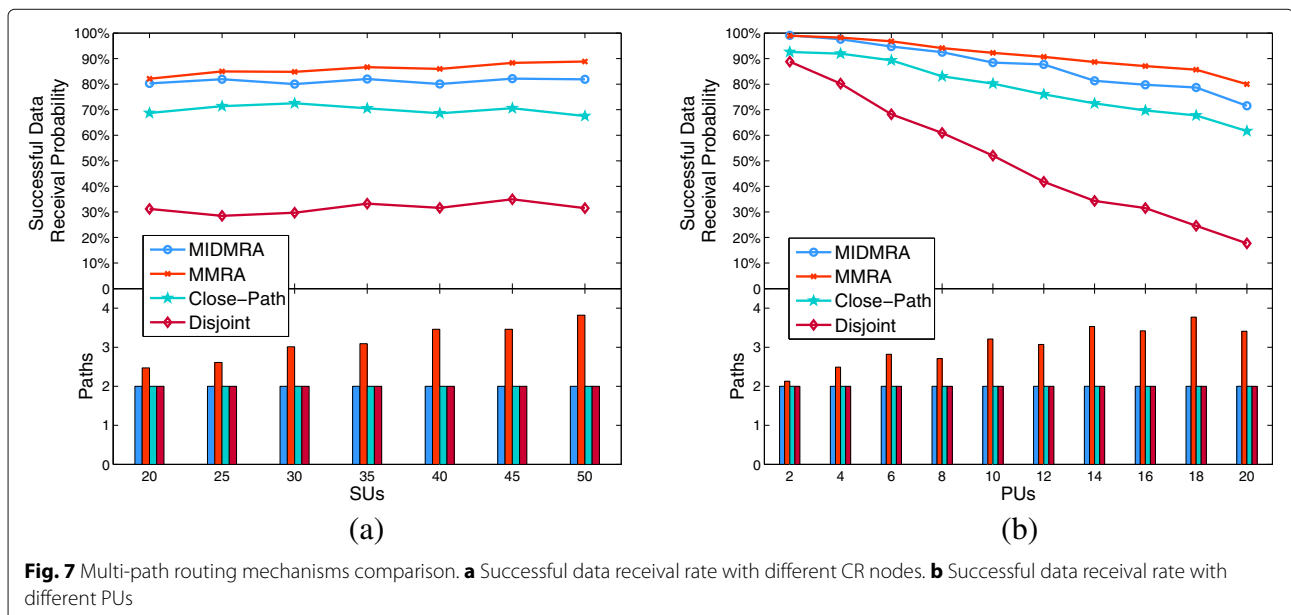 100%
90%
80%
70%
60%
50%
40%
30%
20%
10%
0
Successful Data
Receival Probability
MIDMRA
MMRA
Close-Path
Disjoint
4
3
2
1
0
Paths
20 25 30 35 40 45 50
SUs
(a)
100%
90%
80%
70%
60%
50%
40%
30%
20%
10%
0
Successful Data
Receival Probability
MIDMRA
MMRA
Close-Path
Disjoint
4
3
2
1
0
Paths
2 4 6 8 10 12 14 16 18 20
PUs
(b)
Fig. 7 Multi-path routing mechanisms comparison. a Successful data receival rate with different CR nodes. b Successful data receival rate with
different PUs